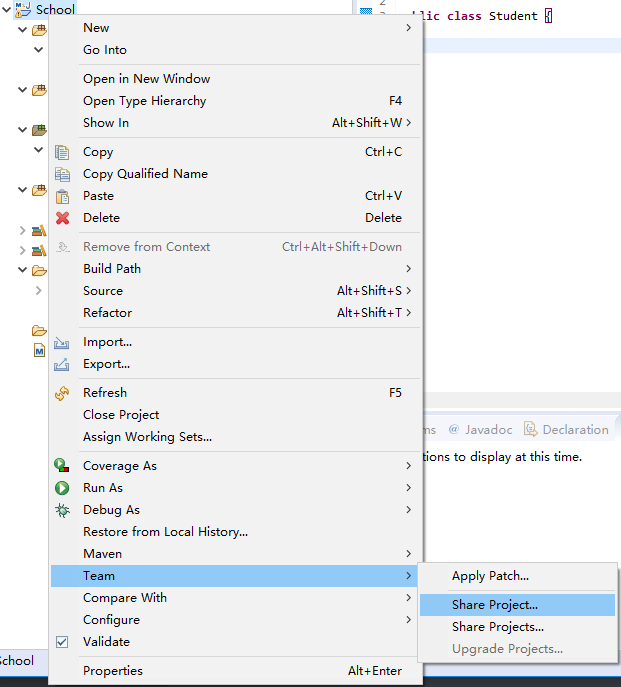 School
2
3
blic class Student {
New
Go Into
Open in New Window
Open Type Hierarchy F4
Show In Alt+Shift+W
Copy Ctrl+C
Copy Qualified Name
Paste Ctrl+V
Delete Delete
Remove from Context Ctrl+Alt+Shift+Down
Build Path
Source Alt+Shift+S
Refactor Alt+Shift+T
Import...
Export...
Refresh F5
Close Project
Assign Working Sets...
ms @ Javadoc Declaration
Coverage As
tions to display at this time.
Run As
Debug As
Restore from Local History...
Maven
Team
Apply Patch...
Compare With
Share Project...
Configure
Share Projects...
Validate
Upgrade Projects...
School
Properties Alt+Enter